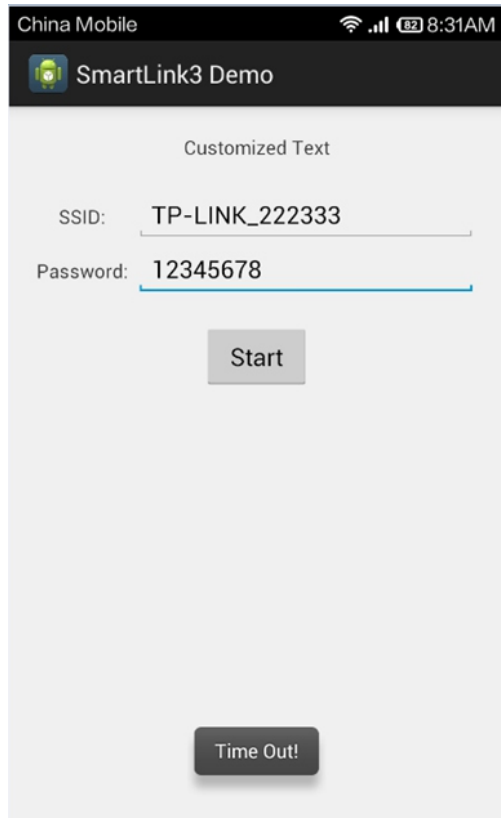 China Mobile 82 8:31AM
SmartLink3 Demo
Customized Text
SSID: TP-LINK_222333
Password: 12345678
Start
Time Out!